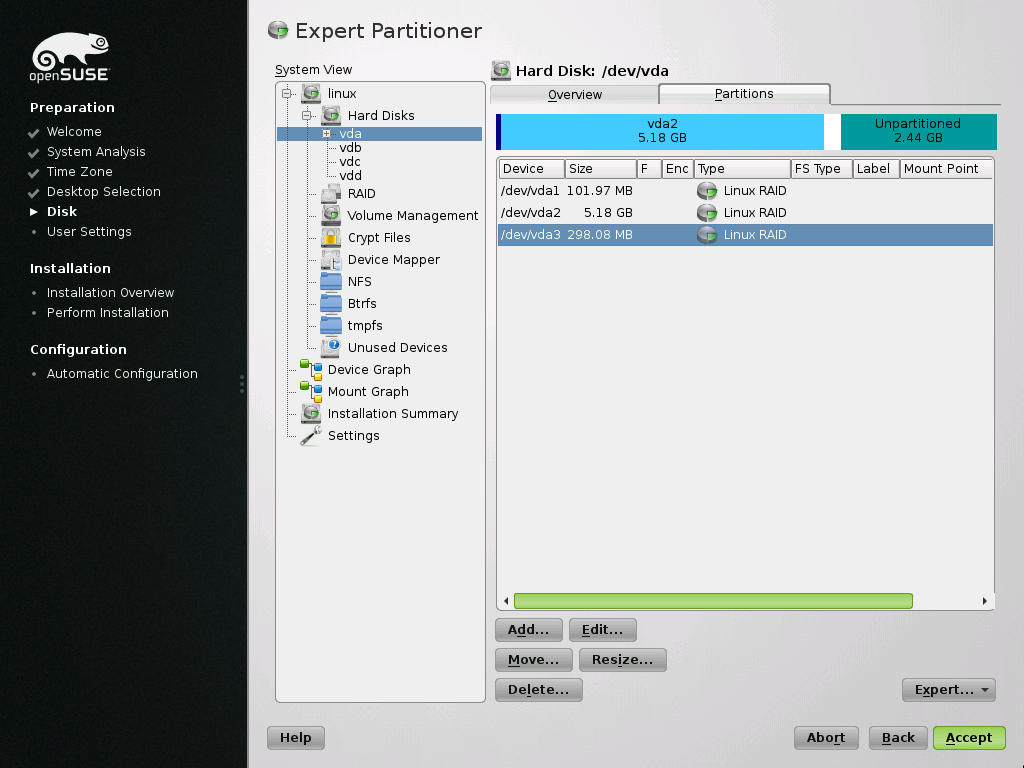 openSUSE
Preparation
Welcome
System Analysis
Time Zone
Desktop Selection
Disk
User Settings
Installation
Installation Overview
Perform Installation
Configuration
Automatic Configuration
Expert Partitioner
System View
linux
Hard Disks
vda
vdb
vdc
vdd
RAID
Volume Management
Crypt Files
Device Mapper
NFS
Btrfs
tmpfs
Unused Devices
Device Graph
Mount Graph
Installation Summary
Settings
Hard Disk: /dev/vda
Overview Partitions
vda2
5.18 GB
Unpartitioned
2.44 GB
Device Size F Enc Type FS Type Label Mount Point
/dev/vda1 101.97 MB Linux RAID
/dev/vda2 5.18 GB Linux RAID
/dev/vda3 298.08 MB Linux RAID
Add... Edit...
Move... Resize...
Delete... Expert...
Help Abort Back Accept